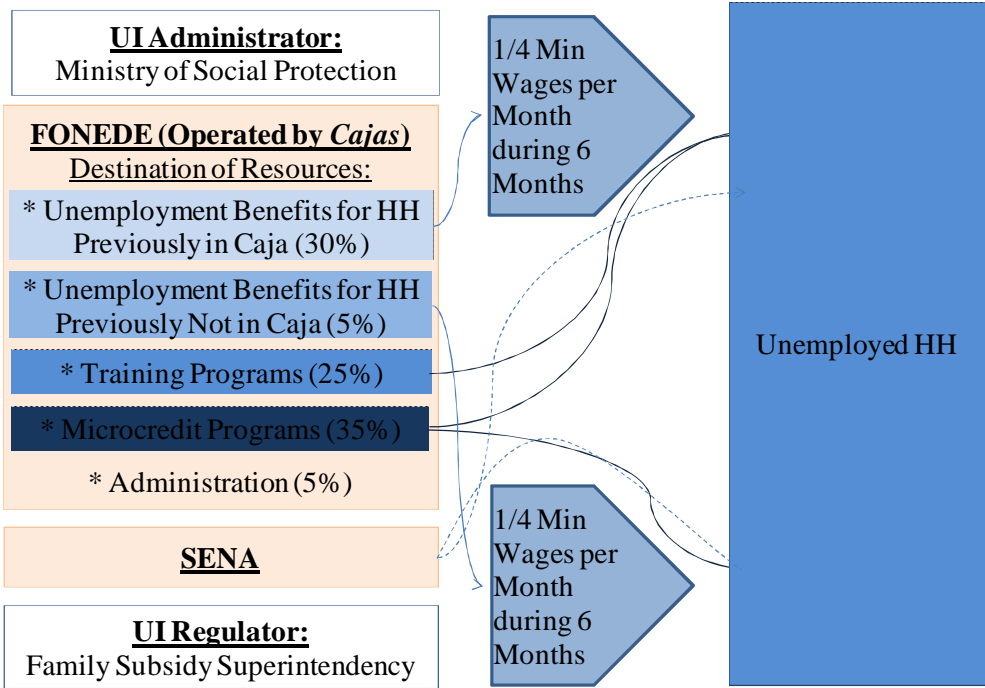 UI Administrator:
Ministry of Social Protection
FONEDE (Operated by Cajas)
Destination of Resources:
* Unemployment Benefits for HH
Previously in Caja (30%)
* Unemployment Benefits for HH
Previously Not in Caja (5%)
* Training Programs (25%)
* Microcredit Programs (35%)
* Administration (5%)
SENA
UI Regulator:
Family Subsidy Superintendency
1/4 Min
Wages per
Month
during 6
Months
1/4 Min
Wages per
Month
during 6
Months
Unemployed HH